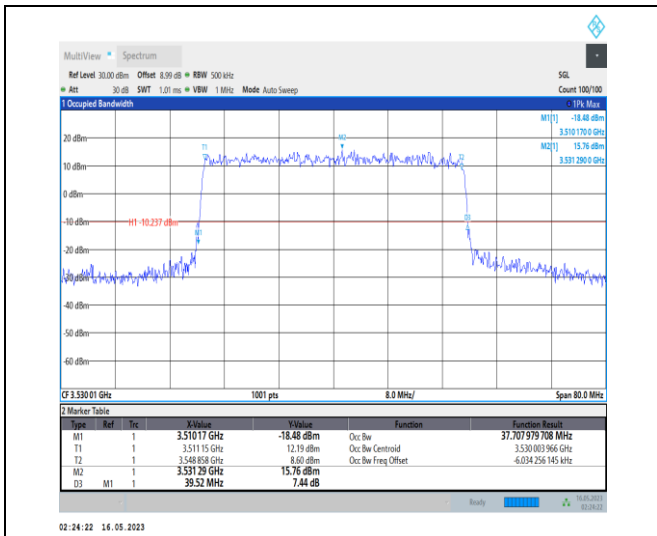 MultiView Spectrum
Ref Level 30.00 dBm Offset 8.99 dB RBW 500 kHz SGL
Att 30 dB SWT 1.01 ms VBW 1 MHz Mode Auto Sweep Count 100/100
1 Occupied Bandwidth 1Pk Max
M1[1] -18.48 dBm
3.510 170 0 GHz
M2[1] 15.76 dBm
3.531 290 0 GHz
20 dBm
M2
T1
10 dBm
0 dBm
-10 dBm
H1 -10.237 dBm
D3
M1
-20 dBm
-30 dBm
-40 dBm
-50 dBm
-60 dBm
CF 3.530 01 GHz 1001 pts 8.0 MHz/ Span 80.0 MHz
2 Marker Table
Type Ref Trc X-Value Y-Value Function Function Result
M1 1 3.510 17 GHz -18.48 dBm Occ Bw 37.707 979 708 MHz
T1 1 3.511 15 GHz 12.19 dBm Occ Bw Centroid 3.530 003 966 GHz
T2 1 3.548 858 GHz 8.60 dBm Occ Bw Freq Offset -6.034 256 145 kHz
M2 1 3.531 29 GHz 15.76 dBm
D3 M1 1 39.52 MHz 7.44 dB
Ready 16.05.2023
03:24:22
02:24:22 16.05.2023